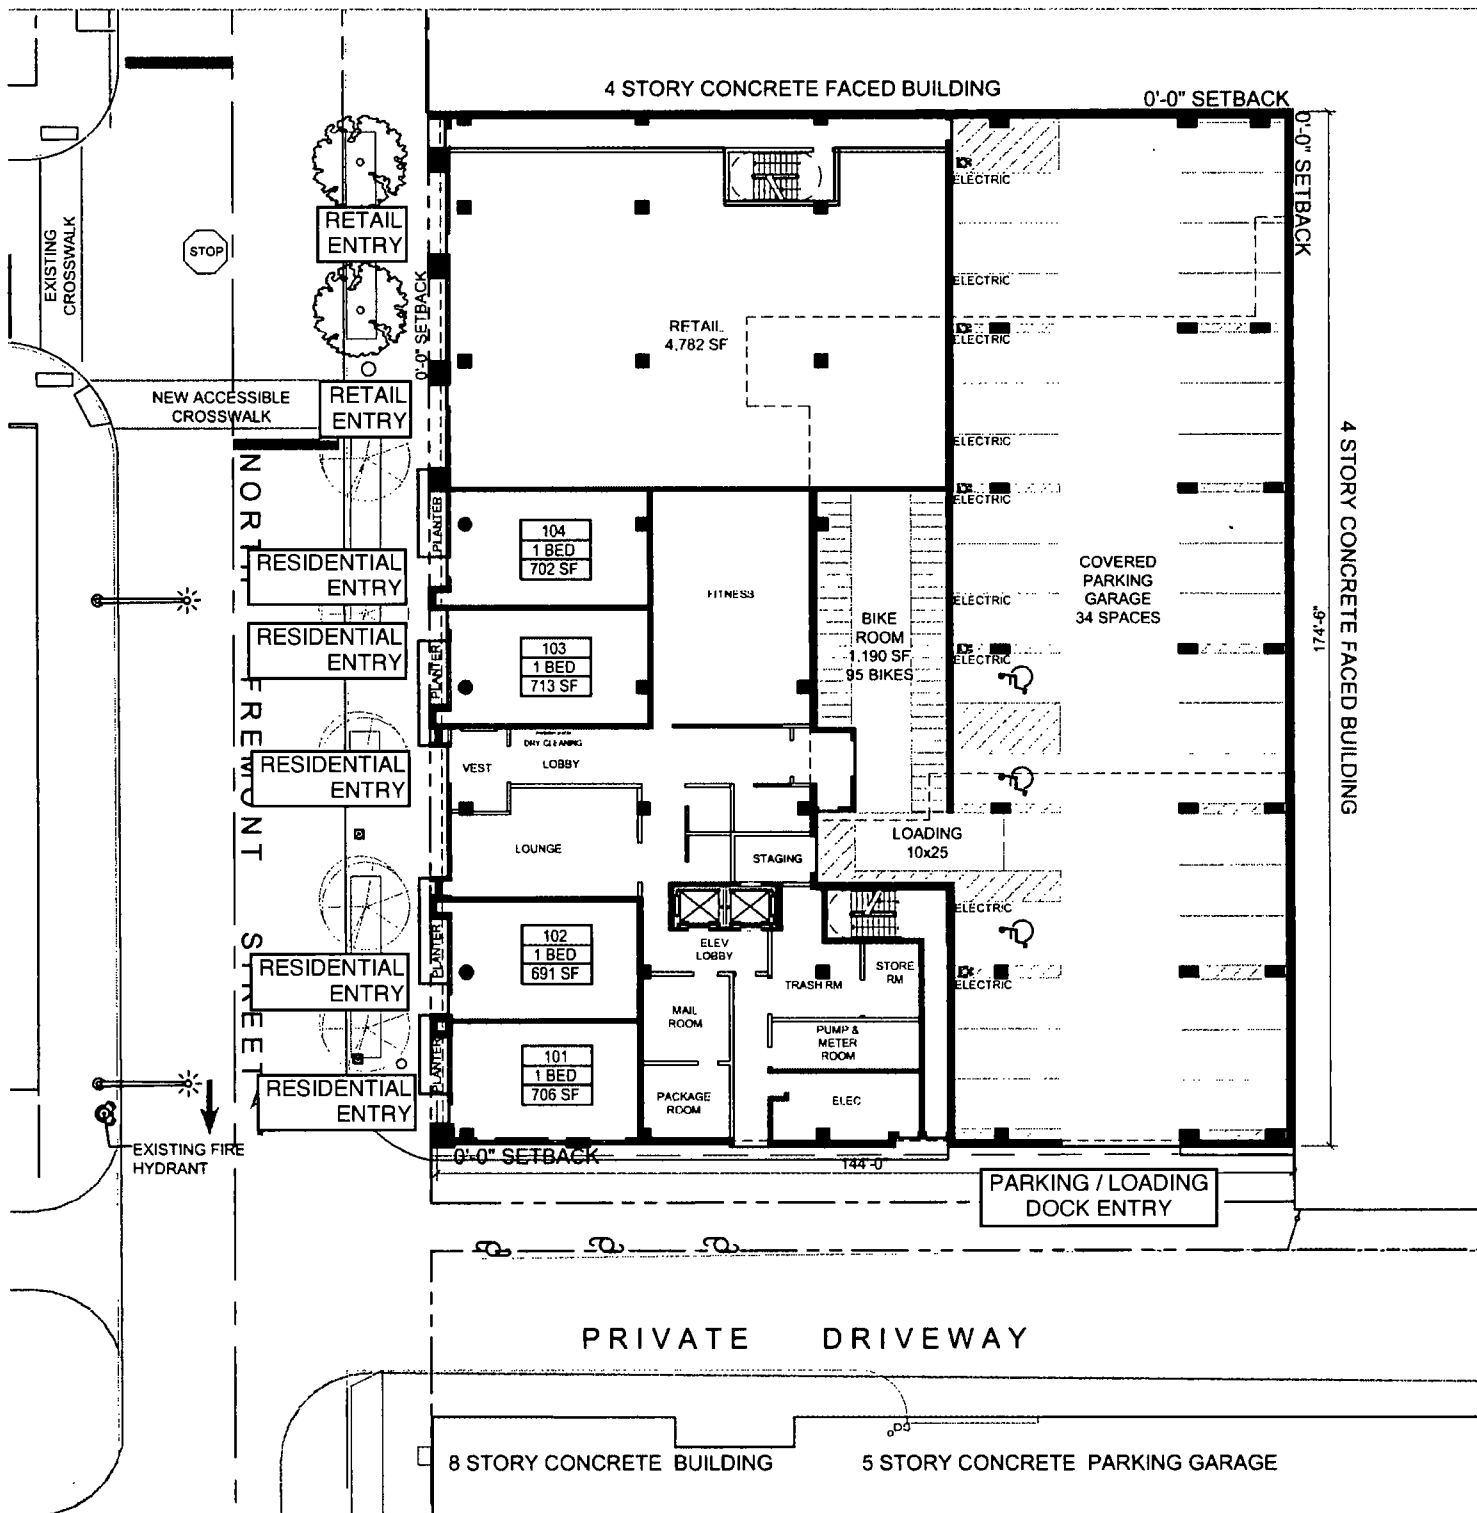 4 STORY CONCRETE FACED BUILDING
0'-0" SETBACK
0'-0" SETBACK
ELECTRIC
RETAIL
ENTRY
STOP
EXISTING
CROSSWALK
0'-0" SETBACK
ELECTRIC
RETAIL
4,782 SF
ELECTRIC
NEW ACCESSIBLE
CROSSWALK
RETAIL
ENTRY
ELECTRIC
4 STORY CONCRETE FACED BUILDING
174'-6"
NORTH FREMONT STREET
PLANTER
ELECTRIC
104
1 BED
702 SF
RESIDENTIAL
ENTRY
FITNESS
COVERED
PARKING
GARAGE
34 SPACES
ELECTRIC
BIKE
ROOM
1,190 SF
95 BIKES
RESIDENTIAL
ENTRY
PLANTER
103
1 BED
713 SF
ELECTRIC
DRY CLEANING
LOBBY
VEST
RESIDENTIAL
ENTRY
LOADING
10x25
LOUNGE
STAGING
ELECTRIC
PLANTER
102
1 BED
691 SF
ELEV
LOBBY
RESIDENTIAL
ENTRY
TRASH RM
STORE
RM
ELECTRIC
MAIL
ROOM
PUMP &
METER
ROOM
PLANTER
101
1 BED
706 SF
RESIDENTIAL
ENTRY
PACKAGE
ROOM
ELEC
EXISTING FIRE
HYDRANT
0'-0" SETBACK
144'-0"
PARKING / LOADING
DOCK ENTRY
PRIVATE DRIVEWAY
8 STORY CONCRETE BUILDING
5 STORY CONCRETE PARKING GARAGE